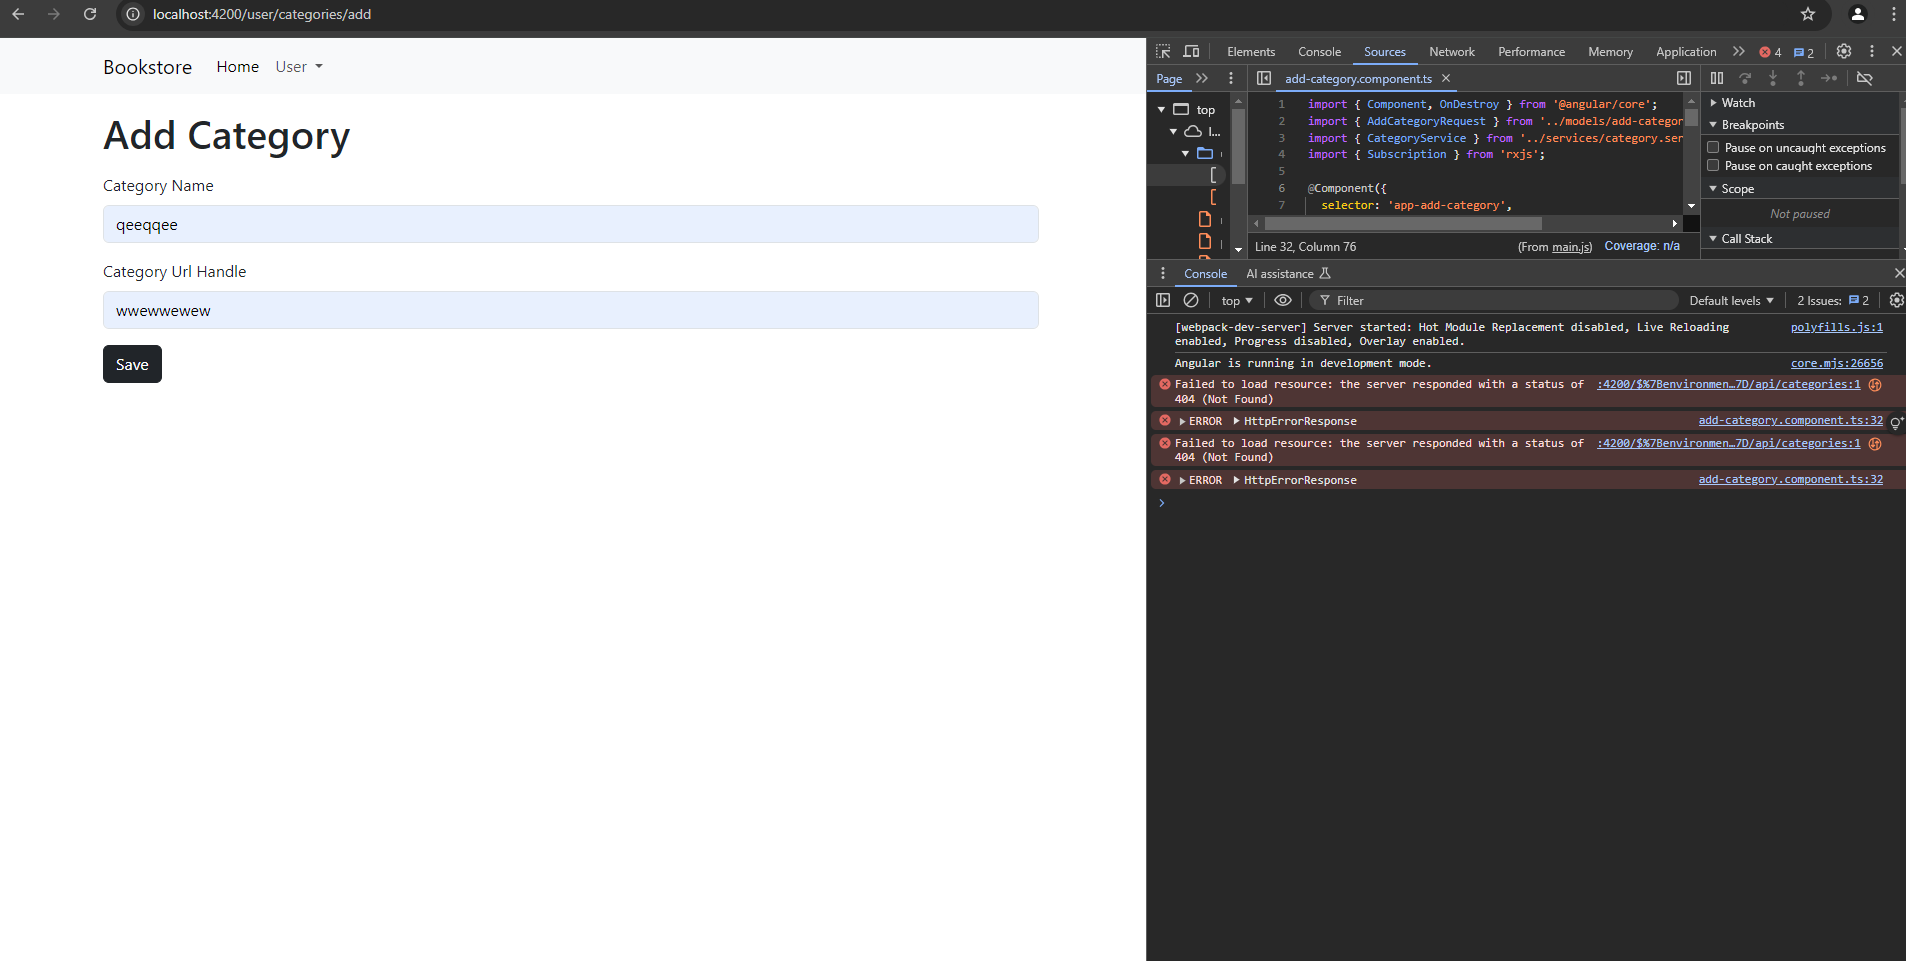 localhost:4200/user/categories/add
Bookstore Home User
Add Category
Category Name
qeeqqee
Category Url Handle
wwewwewew
Save
Elements Console Sources Network Performance Memory Application 4 2
Page
add-category.component.ts
top
l...
1 import { Component, OnDestroy } from '@angular/core';
2 import { AddCategoryRequest } from '../models/add-categor
3 import { CategoryService } from '../services/category.ser
4 import { Subscription } from 'rxjs';
5
6 @Component({
7 selector: 'app-add-category',
Line 32, Column 76 (From main.js) Coverage: n/a
Watch
Breakpoints
Pause on uncaught exceptions
Pause on caught exceptions
Scope
Not paused
Call Stack
Console AI assistance
top Filter Default levels 2 Issues: 2
[webpack-dev-server] Server started: Hot Module Replacement disabled, Live Reloading polyfills.js:1
enabled, Progress disabled, Overlay enabled.
Angular is running in development mode. core.mjs:26656
Failed to load resource: the server responded with a status of :4200/$%7Benvironmen…7D/api/categories:1
404 (Not Found)
ERROR HttpErrorResponse add-category.component.ts:32
Failed to load resource: the server responded with a status of :4200/$%7Benvironmen…7D/api/categories:1
404 (Not Found)
ERROR HttpErrorResponse add-category.component.ts:32